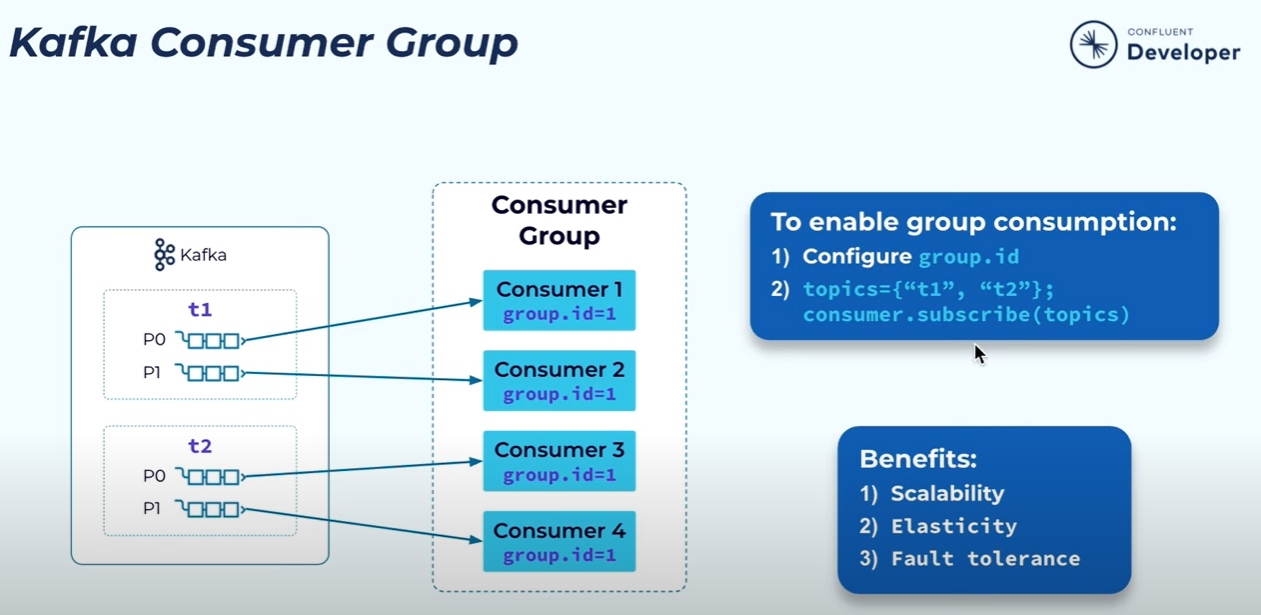 Kafka Consumer Group
CONFLUENT
Developer
Kafka
t1
P0
P1
t2
P0
P1
Consumer
Group
Consumer 1
group.id=1
Consumer 2
group.id=1
Consumer 3
group.id=1
Consumer 4
group.id=1
To enable group consumption:
1) Configure group.id
2) topics={“t1”, “t2”};
consumer.subscribe(topics)
Benefits:
1) Scalability
2) Elasticity
3) Fault tolerance